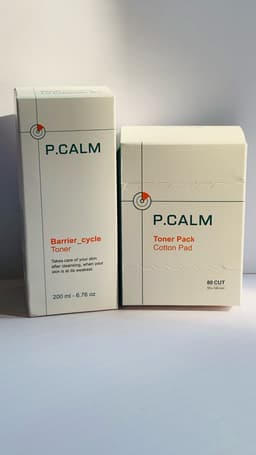 P.CALM
Barrier_cycle
Toner
Takes care of your skin
after cleansing, when your
skin is at its weakest
200 ml - 6.76 oz
P.CALM
Toner Pack
Cotton Pad
60 CUT